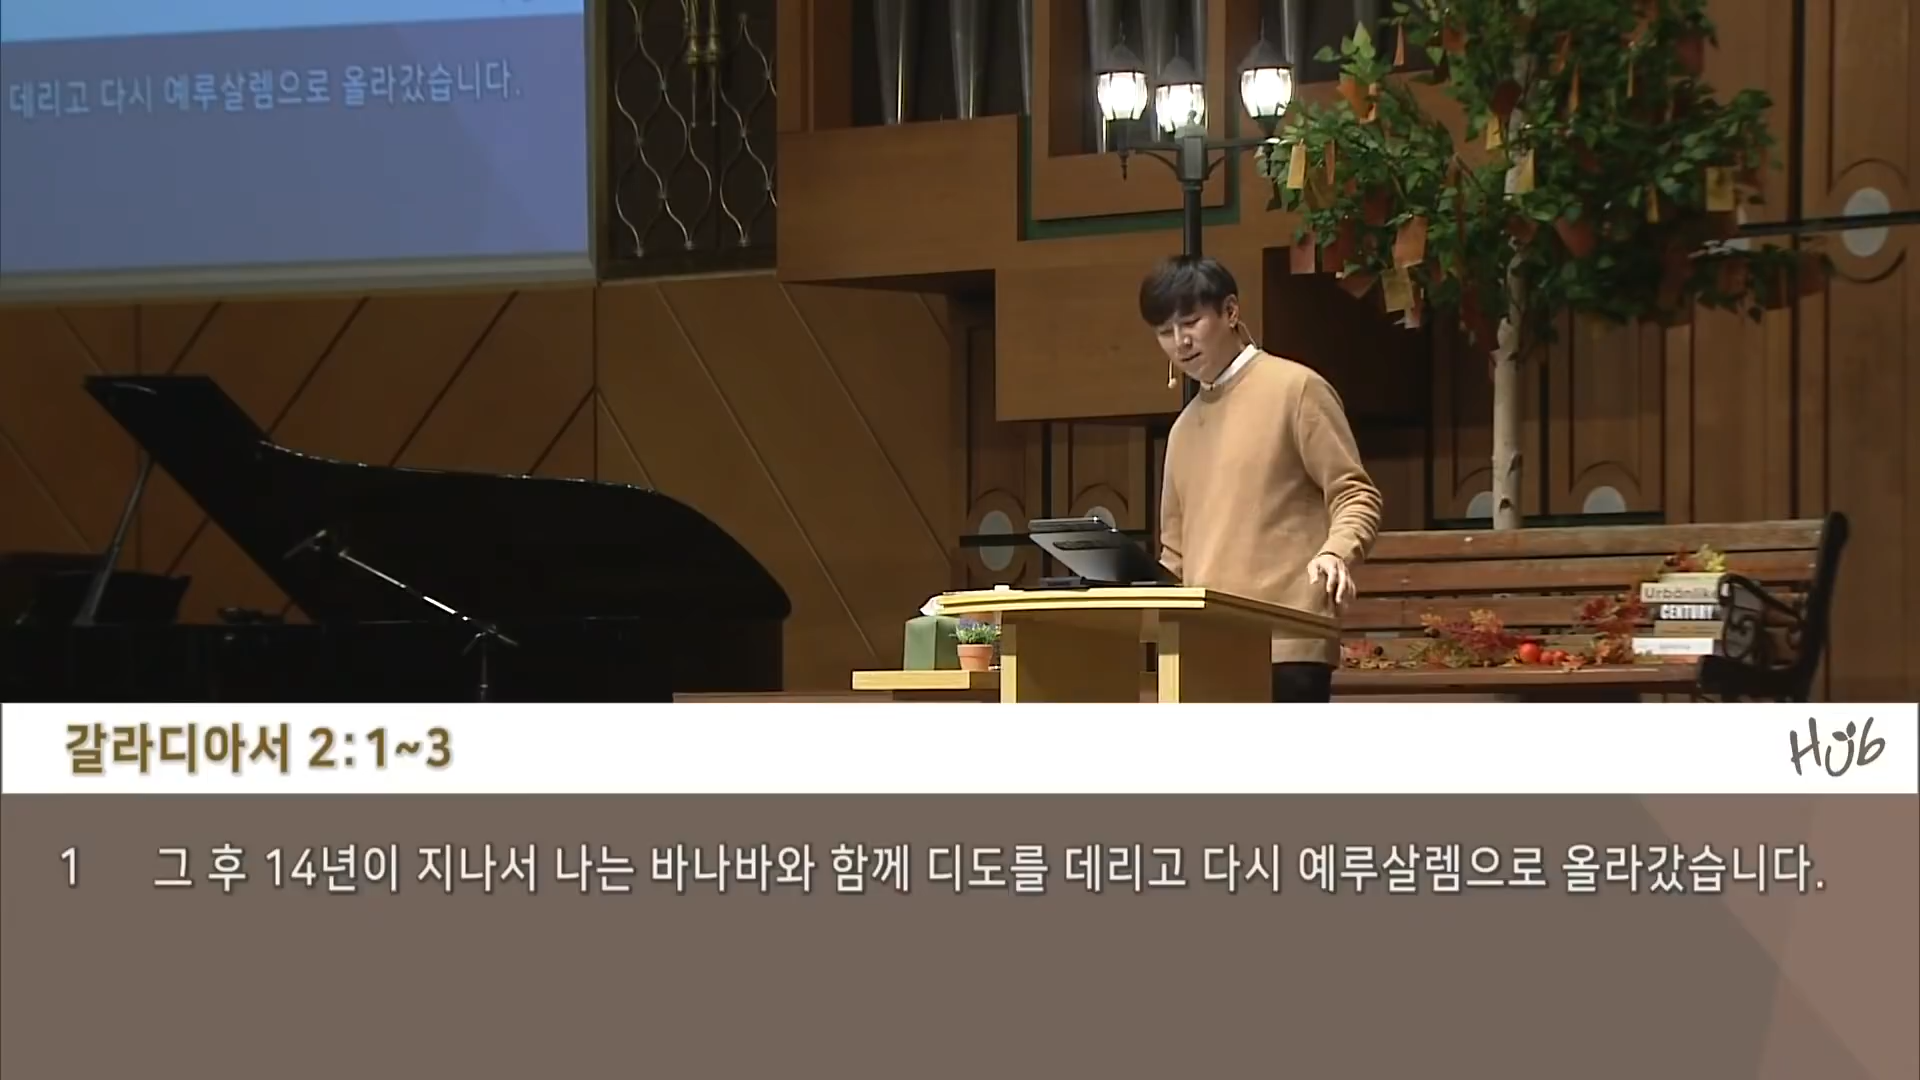 데리고 다시 예루살렘으로 올라갔습니다.
Urbänlike
CENTURY
갈라디아서 2:1~3
Hub
1 그 후 14년이 지나서 나는 바나바와 함께 디도를 데리고 다시 예루살렘으로 올라갔습니다.